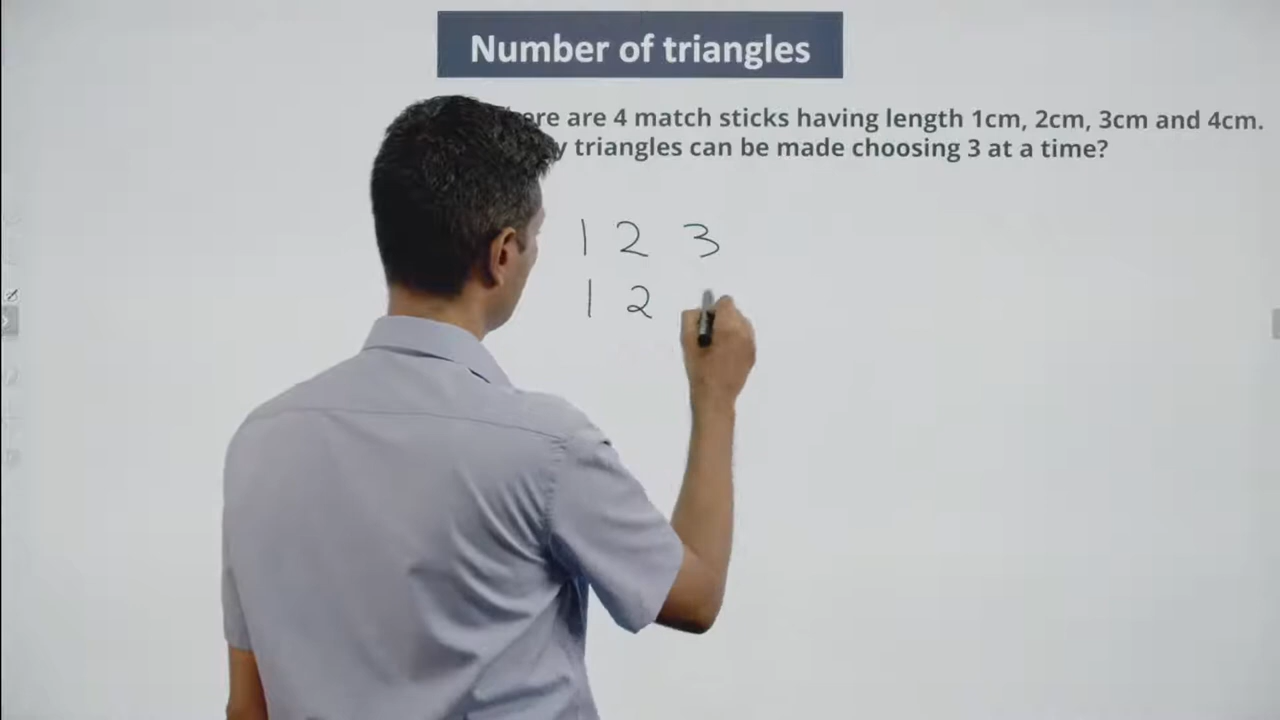 Number of triangles
are 4 match sticks having length 1cm, 2cm, 3cm and 4cm.
triangles can be made choosing 3 at a time?
1 2 3
1 2